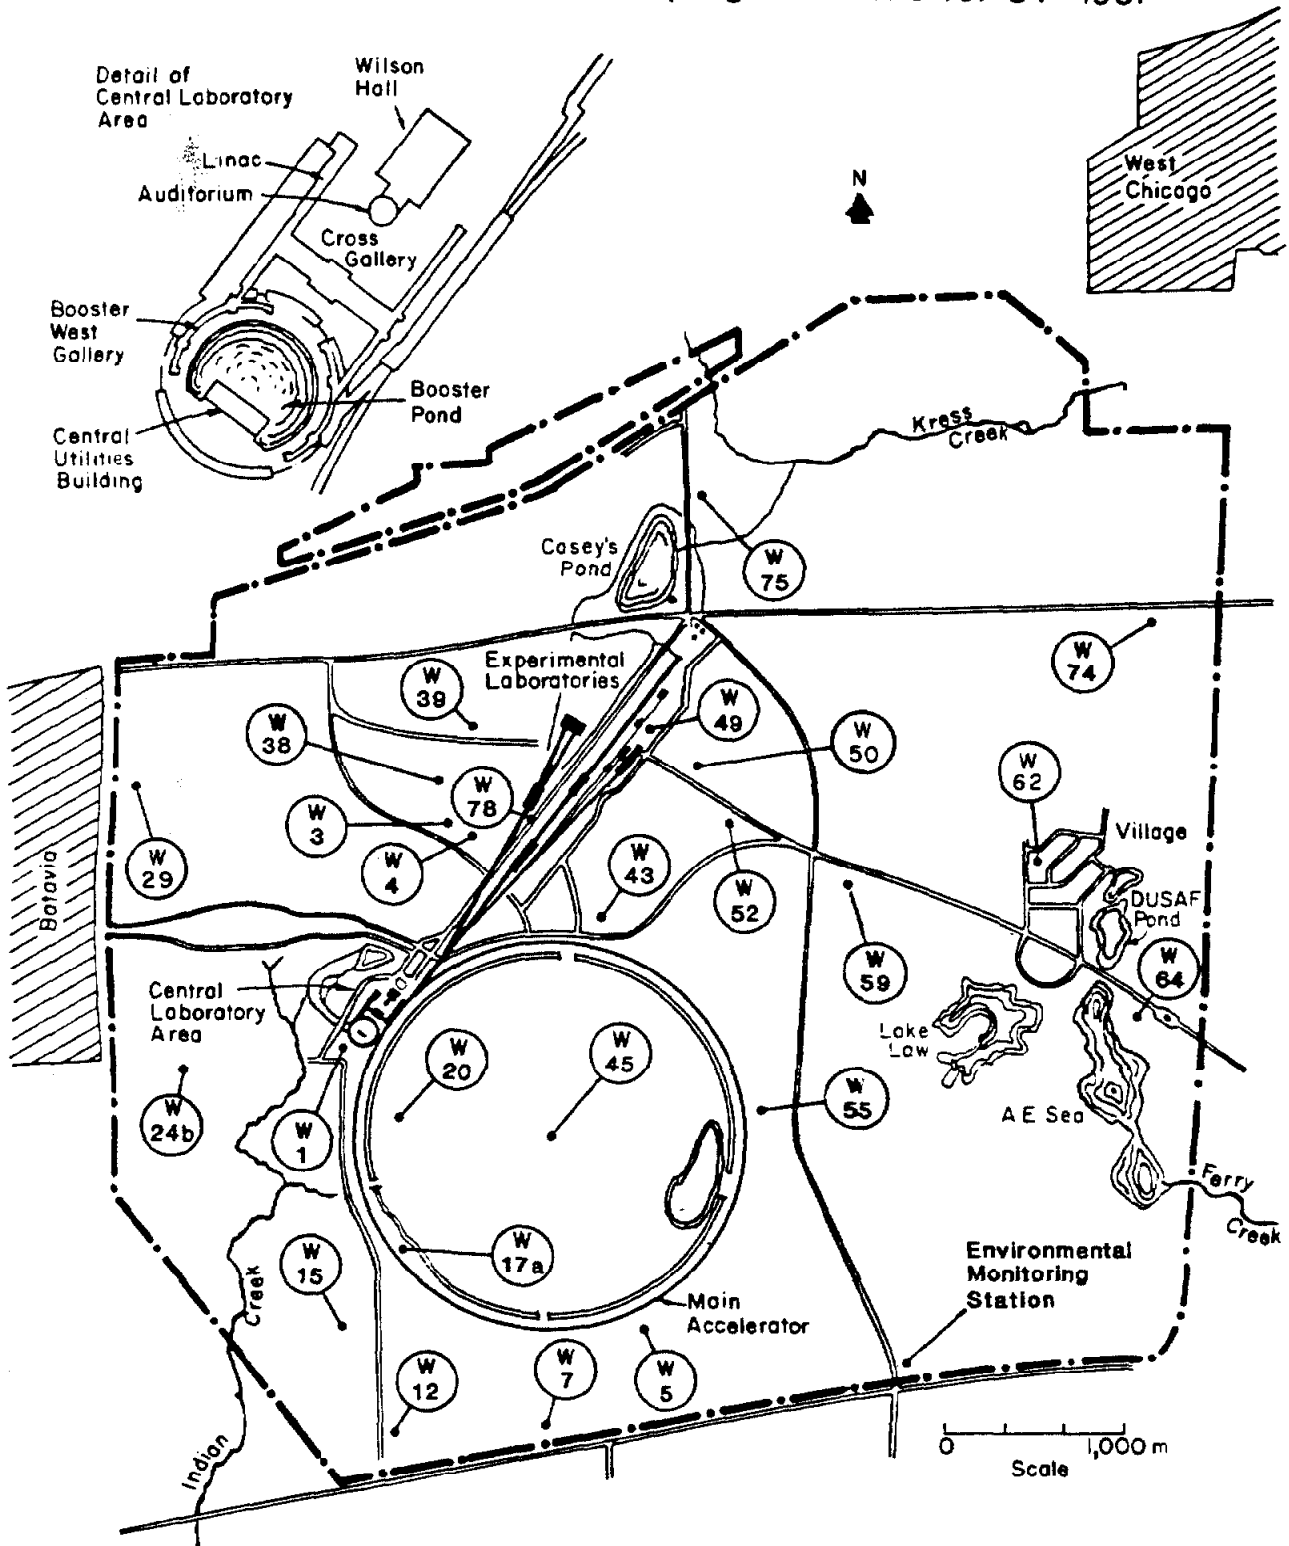 Detail of
Central Laboratory
Area
Wilson
Hall
Linac
Auditorium
Cross
Gallery
Booster
West
Gallery
Booster
Pond
Central
Utilities
Building
N
West
Chicago
Kress
Creek
Casey's
Pond
W
75
W
74
Experimental
Laboratories
W
39
W
49
W
38
W
50
W
78
W
62
W
3
Village
W
29
W
4
W
43
W
52
Batavia
DUSAF
Pond
W
59
W
64
Central
Laboratory
Area
Lake
Law
W
20
W
45
W
55
A E Sea
W
24b
W
1
Ferry
Creek
W
15
W
17a
Environmental
Monitoring
Station
Main
Accelerator
W
12
W
7
W
5
Indian
Creek
0
1,000 m
Scale